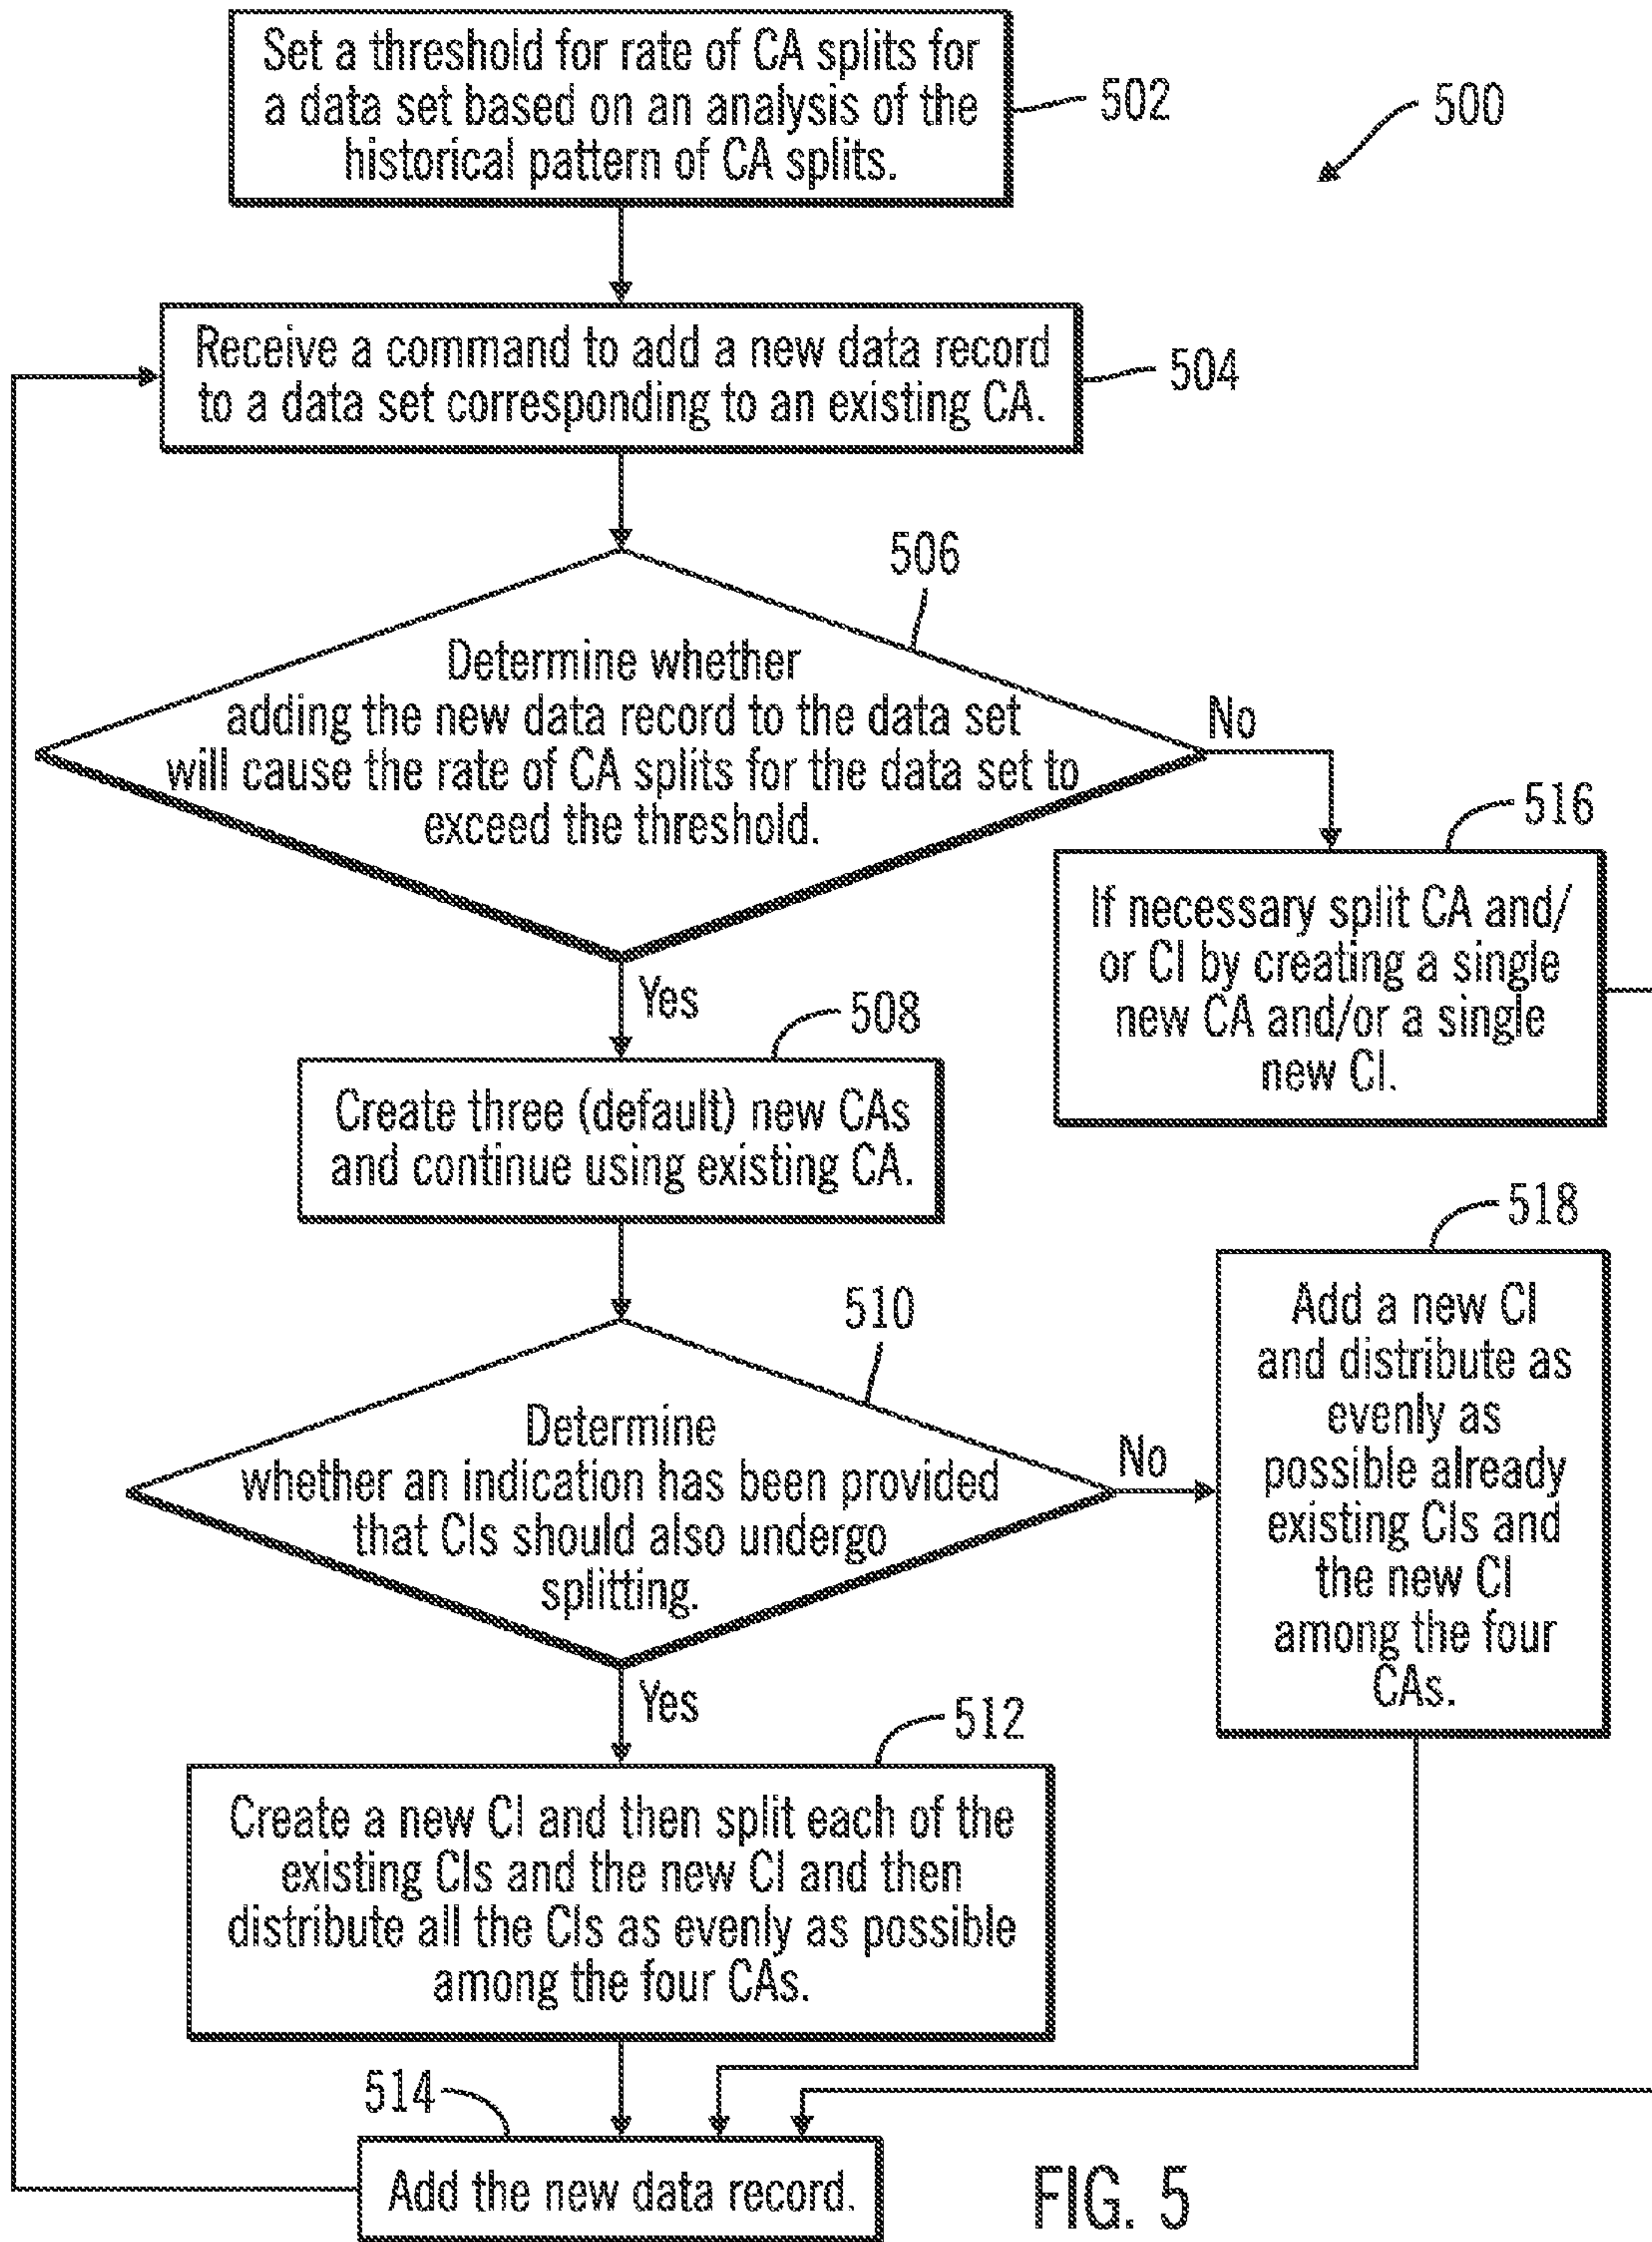 Set a threshold for rate of CA splits for
a data set based on an analysis of the
historical pattern of CA splits.
502
500
Receive a command to add a new data record
to a data set corresponding to an existing CA.
504
506
Determine whether
adding the new data record to the data set
will cause the rate of CA splits for the data set to
exceed the threshold.
No
516
If necessary split CA and/
or CI by creating a single
new CA and/or a single
new CI.
Yes
508
Create three (default) new CAs
and continue using existing CA.
510
Determine
whether an indication has been provided
that CIs should also undergo
splitting.
No
518
Add a new CI
and distribute as
evenly as
possible already
existing CIs and
the new CI
among the four
CAs.
Yes
512
Create a new CI and then split each of the
existing CIs and the new CI and then
distribute all the CIs as evenly as possible
among the four CAs.
514
Add the new data record.
FIG. 5